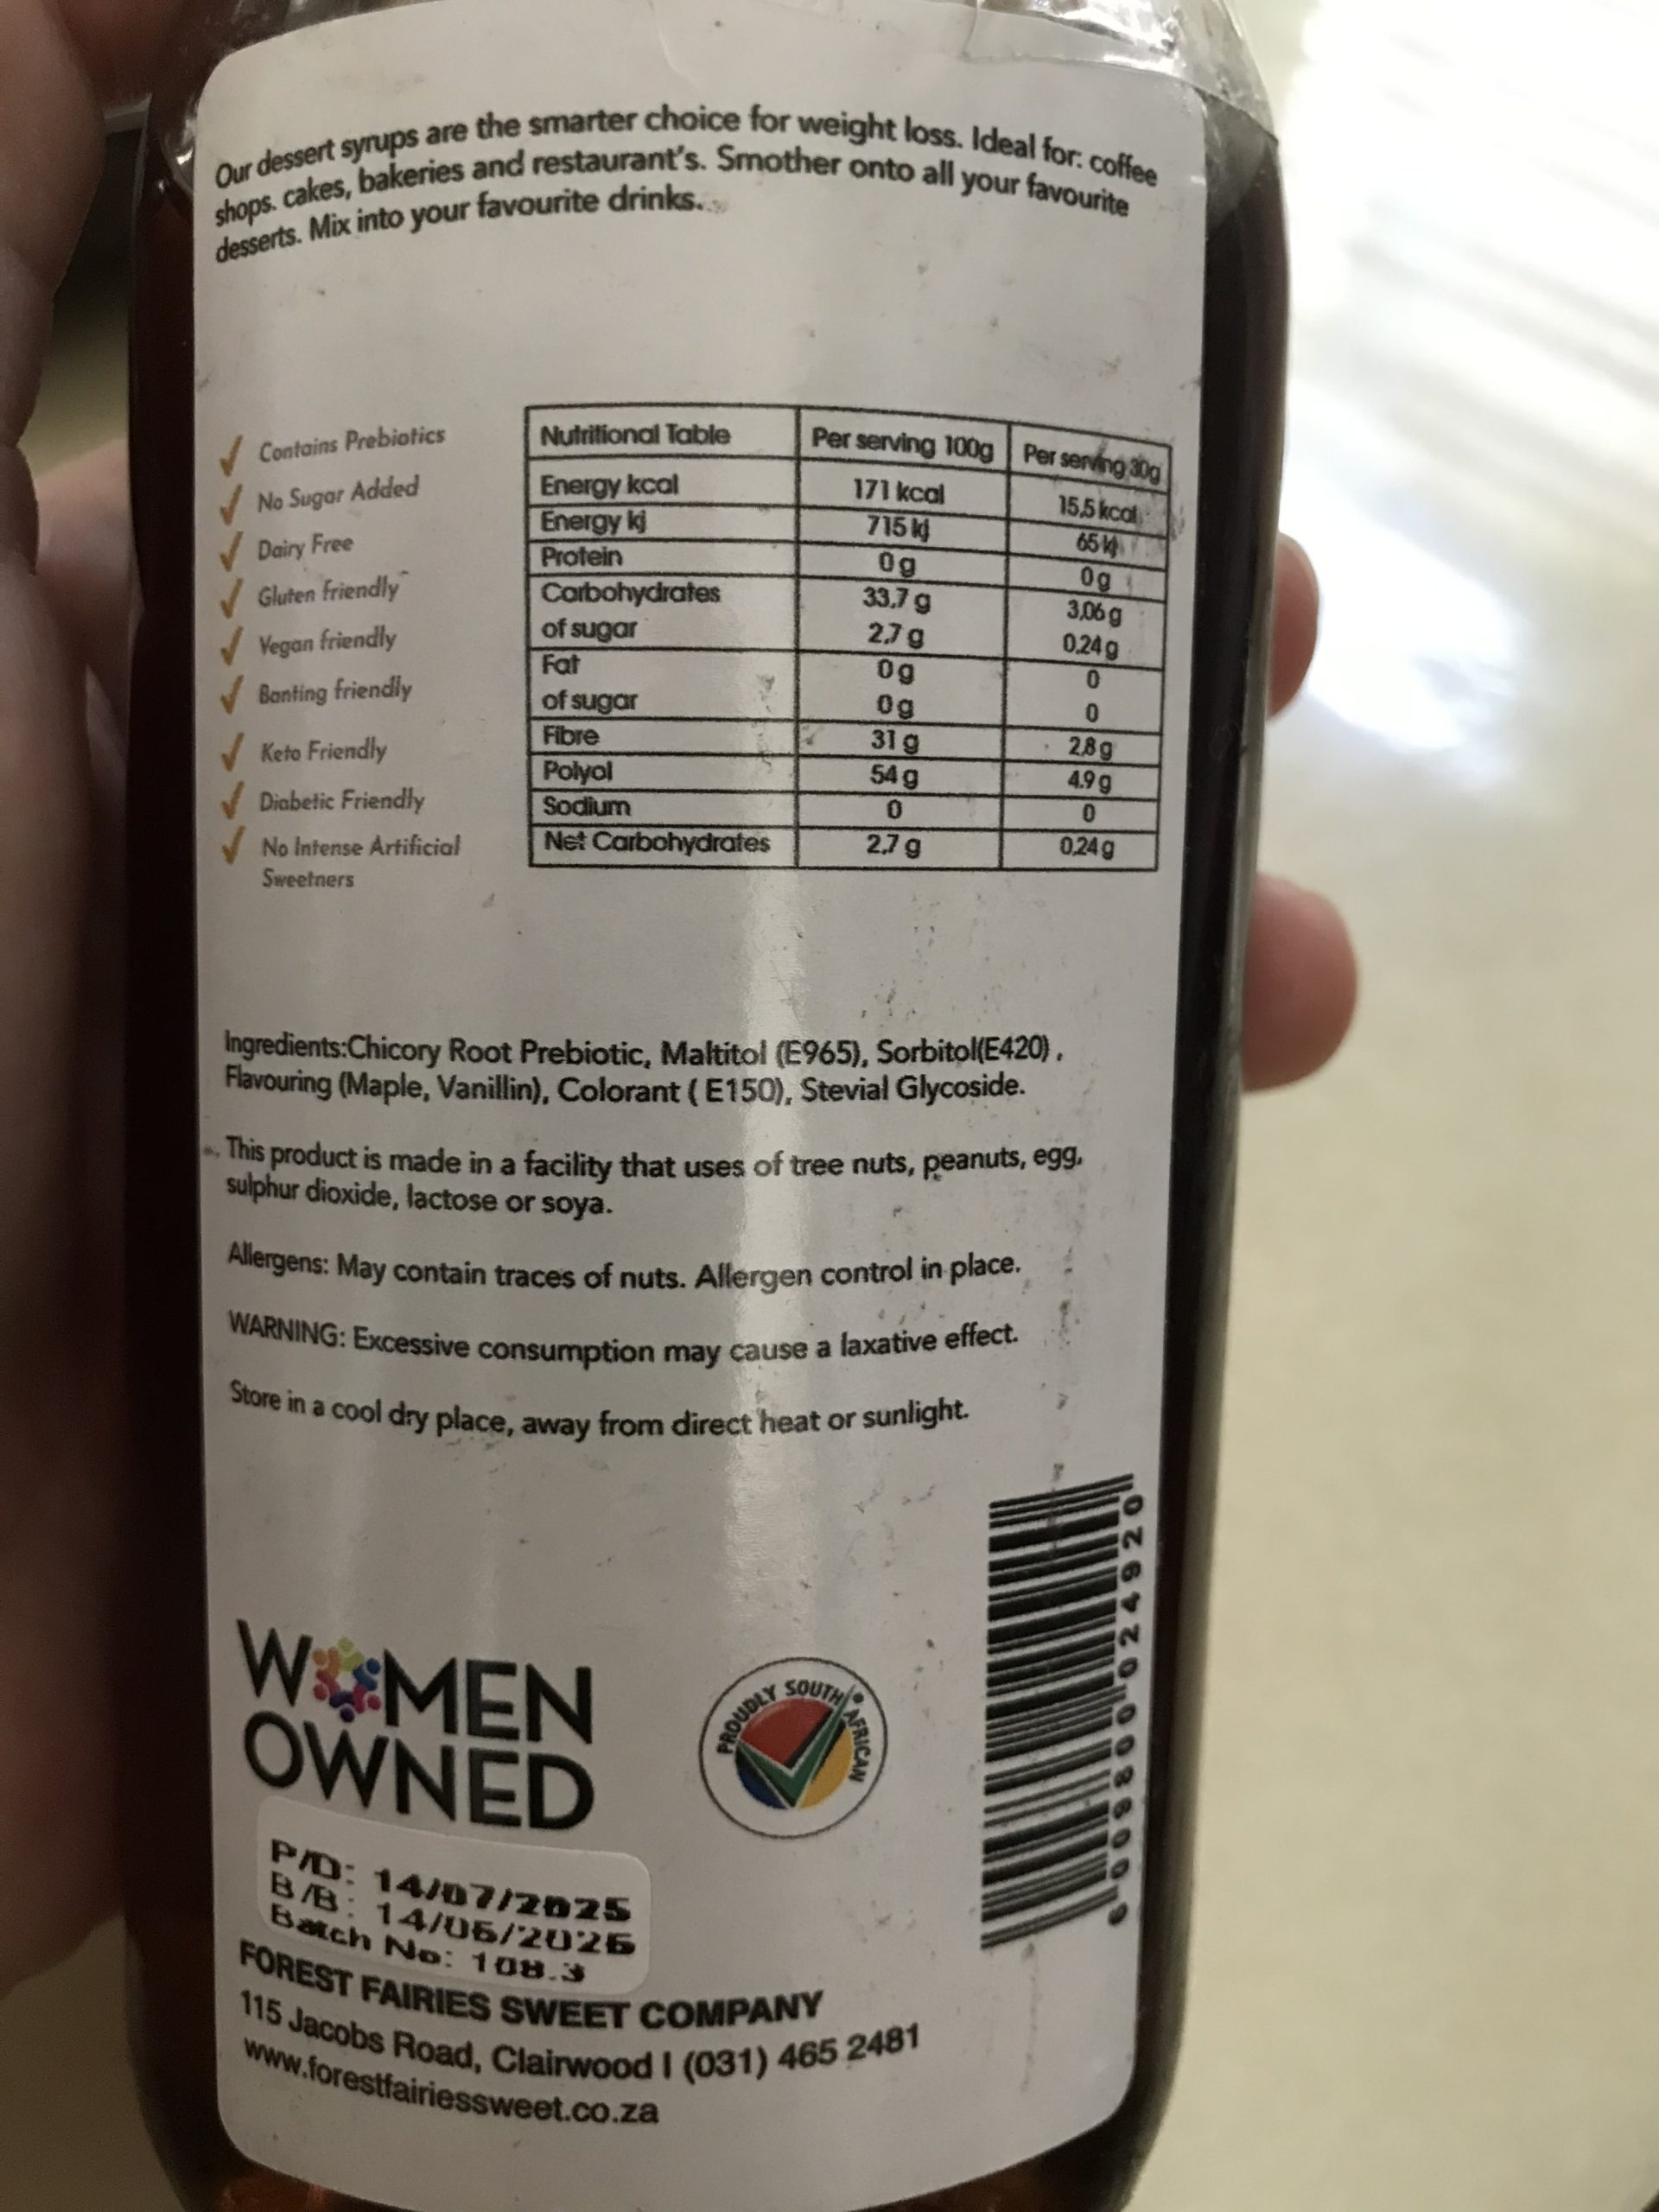 Our dessert syrups are the smarter choice for weight loss. Ideal for: coffee
shops. cakes, bakeries and restaurant's. Smother onto all your favourite
desserts. Mix into your favourite drinks.
Contains Prebiotics
No Sugar Added
Dairy Free
Gluten friendly
Vegan friendly
Banting friendly
Keto Friendly
Diabetic Friendly
No Intense Artificial
Sweetners
Nutritional Table Per serving 100g Per serving 30g
Energy kcal 171 kcal 15,5 kcal
Energy kj 715 kj 65 kj
Protein 0 g 0 g
Carbohydrates 33,7 g 3,06 g
of sugar 2,7 g 0,24 g
Fat 0 g 0
of sugar 0 g 0
Fibre 31 g 2,8 g
Polyol 54 g 4.9 g
Sodium 0 0
Net Carbohydrates 2,7 g 0,24 g
Ingredients:Chicory Root Prebiotic, Maltitol (E965), Sorbitol(E420) ,
Flavouring (Maple, Vanillin), Colorant ( E150), Stevial Glycoside.
This product is made in a facility that uses of tree nuts, peanuts, egg,
sulphur dioxide, lactose or soya.
Allergens: May contain traces of nuts. Allergen control in place.
WARNING: Excessive consumption may cause a laxative effect.
Store in a cool dry place, away from direct heat or sunlight.
WOMEN
OWNED
PROUDLY SOUTH AFRICAN
P/D: 14/07/2025
B/B: 14/06/2026
Batch No: 108.3
FOREST FAIRIES SWEET COMPANY
115 Jacobs Road, Clairwood I (031) 465 2481
www.forestfairiessweet.co.za